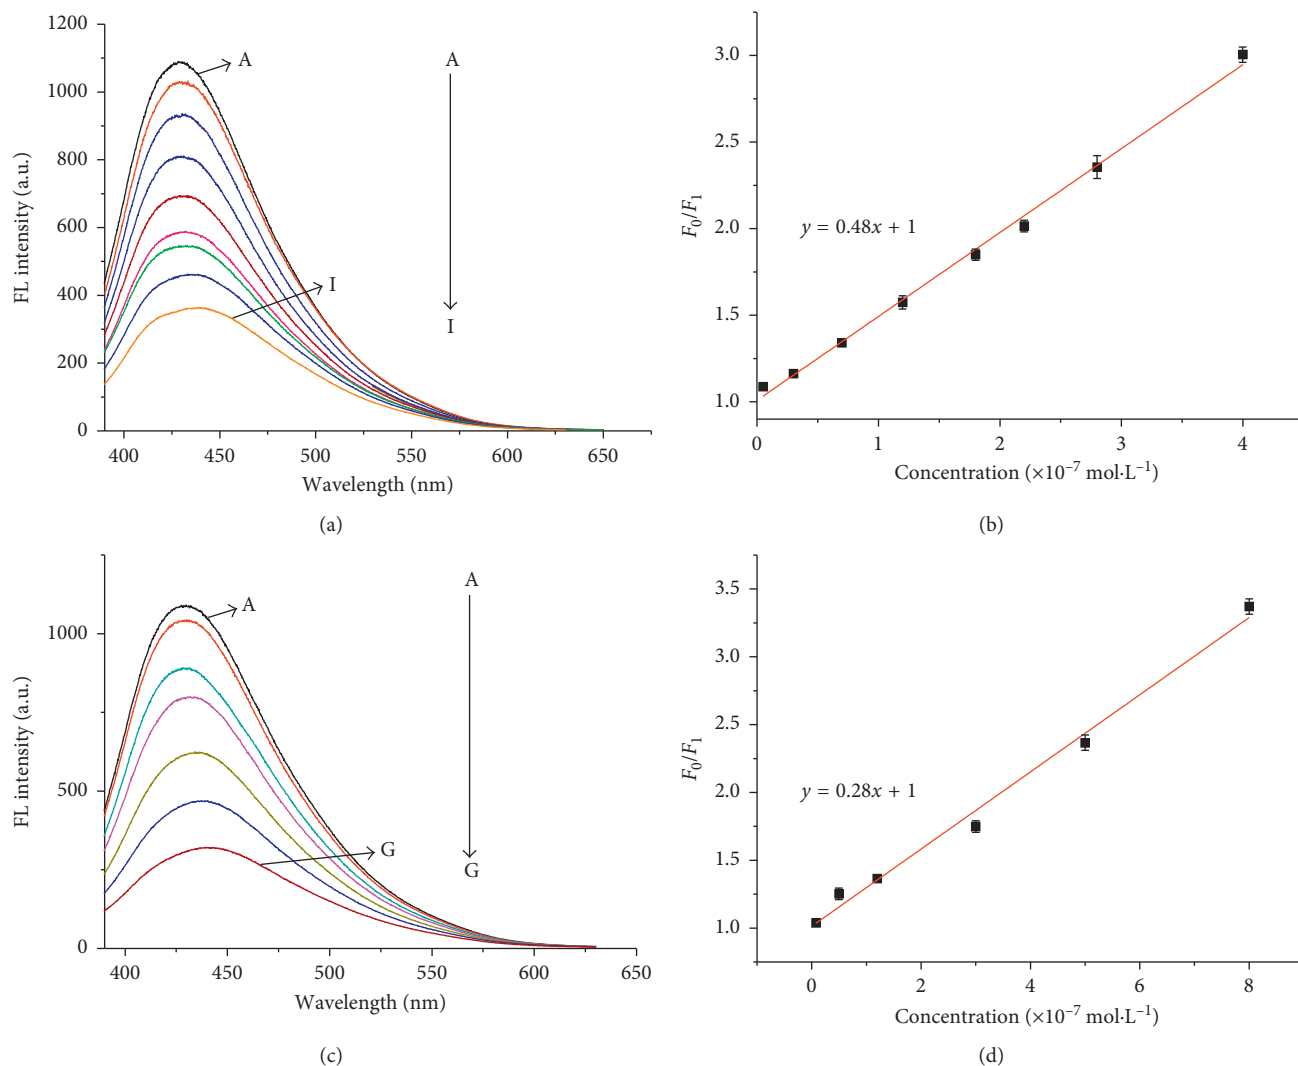 1200
1000
800
600
400
200
0
400
450
500
550
600
650
FL intensity (a.u.)
Wavelength (nm)
A
I
A
I
(a)
3.0
2.5
2.0
1.5
1.0
0
1
2
3
4
F0/F1
y = 0.48x + 1
Concentration (×10⁻⁷ mol·L⁻¹)
(b)
1000
500
0
400
450
500
550
600
650
FL intensity (a.u.)
Wavelength (nm)
A
G
A
G
(c)
3.5
3.0
2.5
2.0
1.5
1.0
0
2
4
6
8
F0/F1
y = 0.28x + 1
Concentration (×10⁻⁷ mol·L⁻¹)
(d)